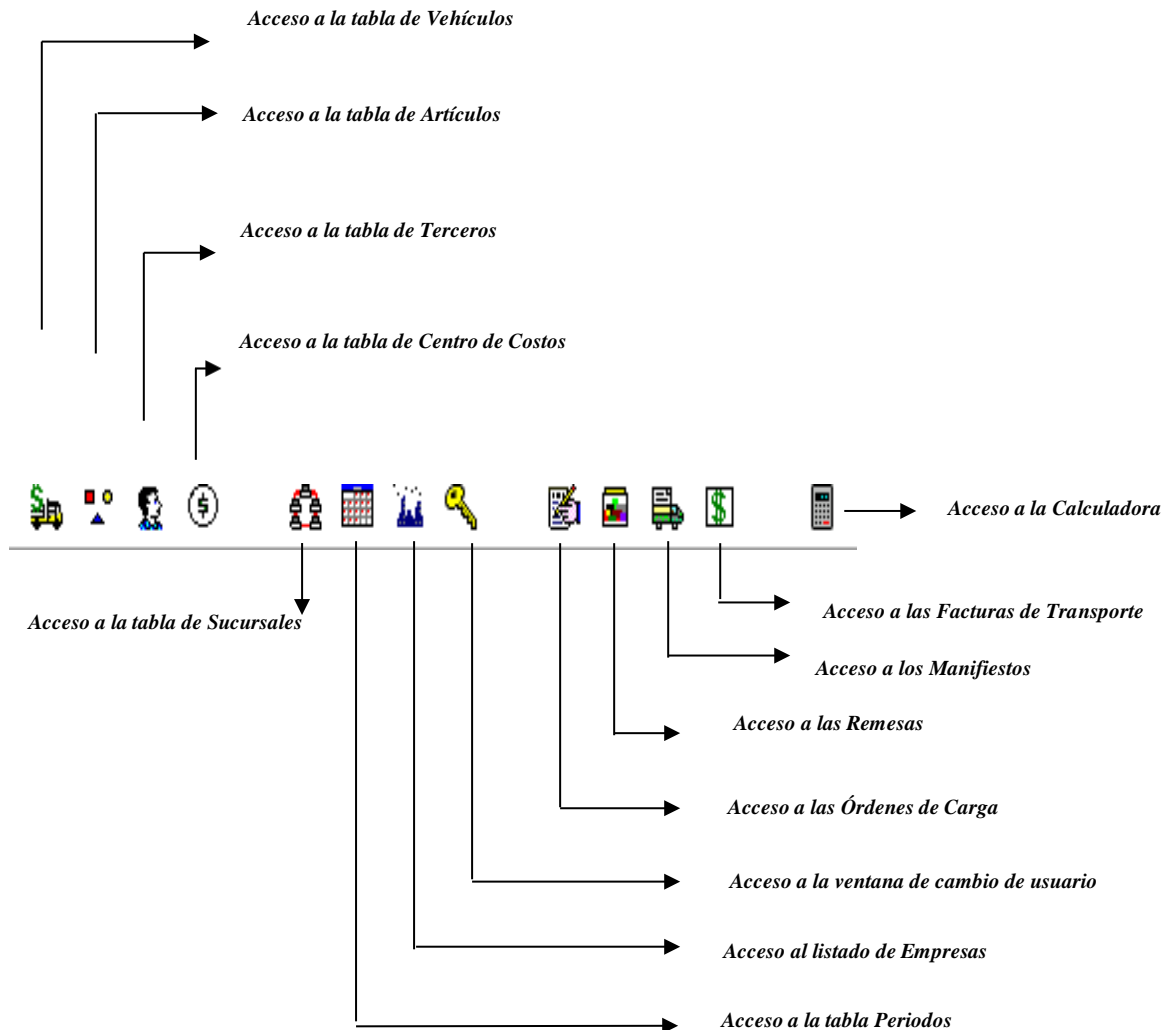 Acceso a la tabla de Vehículos
Acceso a la tabla de Artículos
Acceso a la tabla de Terceros
Acceso a la tabla de Centro de Costos
Acceso a la Calculadora
Acceso a la tabla de Sucursales
Acceso a las Facturas de Transporte
Acceso a los Manifiestos
Acceso a las Remesas
Acceso a las Órdenes de Carga
Acceso a la ventana de cambio de usuario
Acceso al listado de Empresas
Acceso a la tabla Periodos